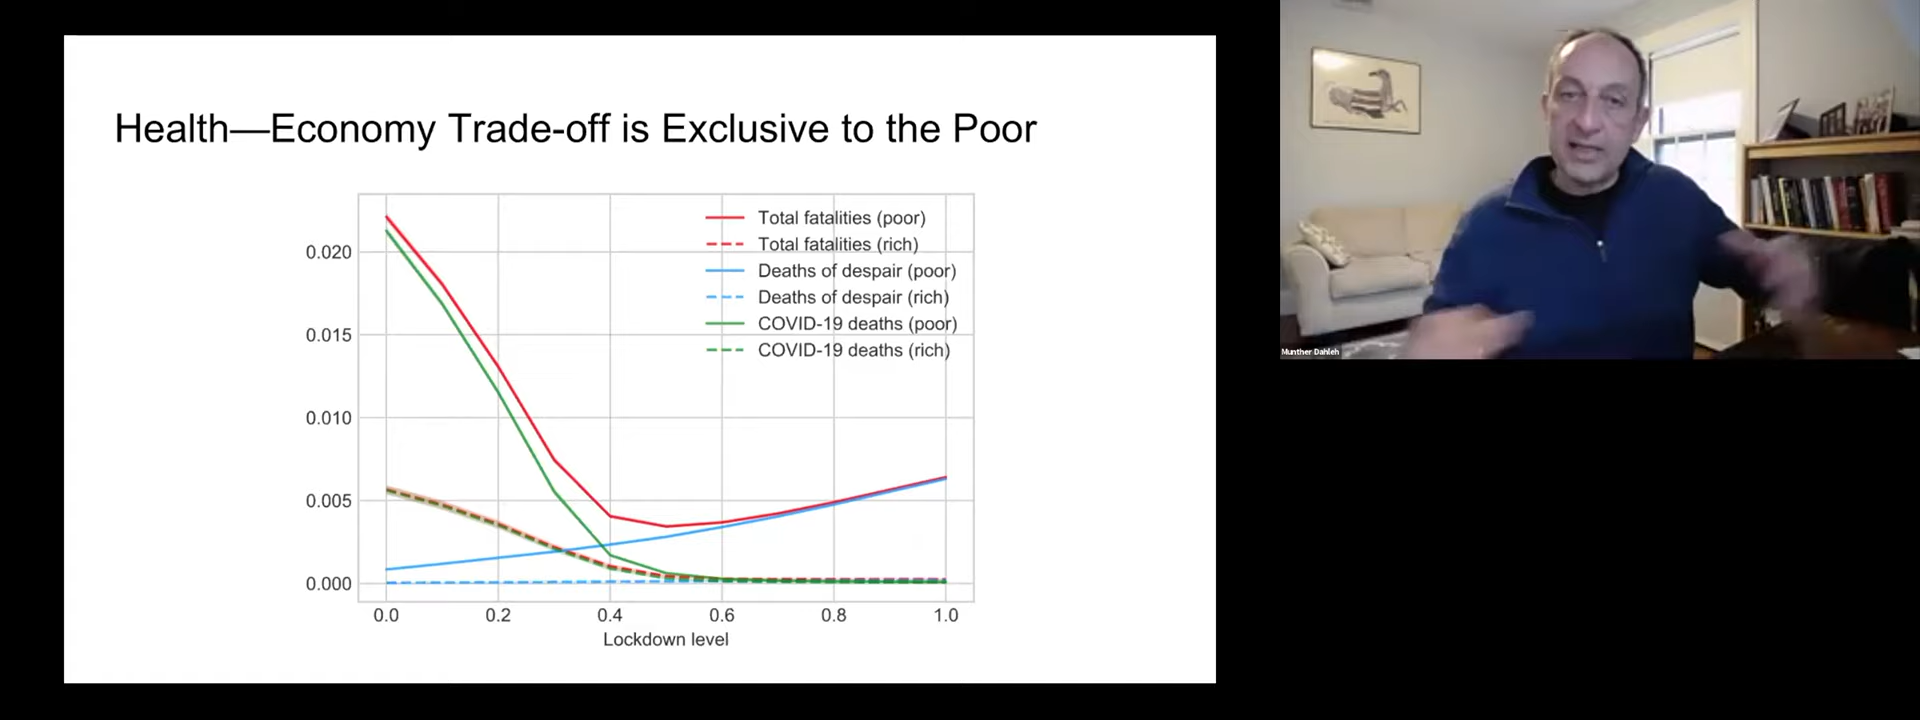 Health—Economy Trade-off is Exclusive to the Poor
Total fatalities (poor)
Total fatalities (rich)
Deaths of despair (poor)
Deaths of despair (rich)
COVID-19 deaths (poor)
COVID-19 deaths (rich)
0.020
0.015
0.010
0.005
0.000
0.0 0.2 0.4 0.6 0.8 1.0
Lockdown level
Munther Dahleh